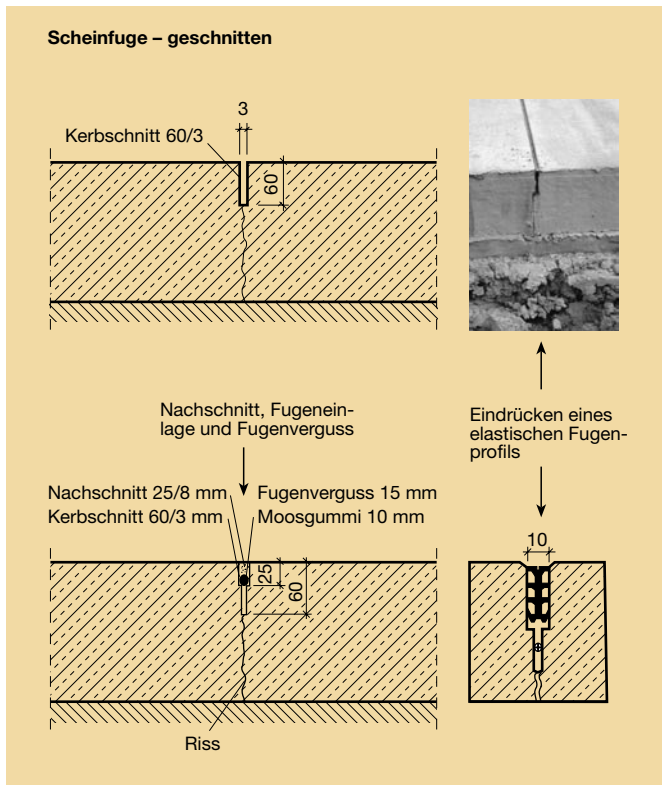 Scheinfuge – geschnitten
3
Kerbschnitt 60/3
60
Nachschnitt, Fugenein-
lage und Fugenverguss
Eindrücken eines
elastischen Fugen-
profils
Nachschnitt 25/8 mm
Fugenverguss 15 mm
Kerbschnitt 60/3 mm
Moosgummi 10 mm
25
60
10
Riss